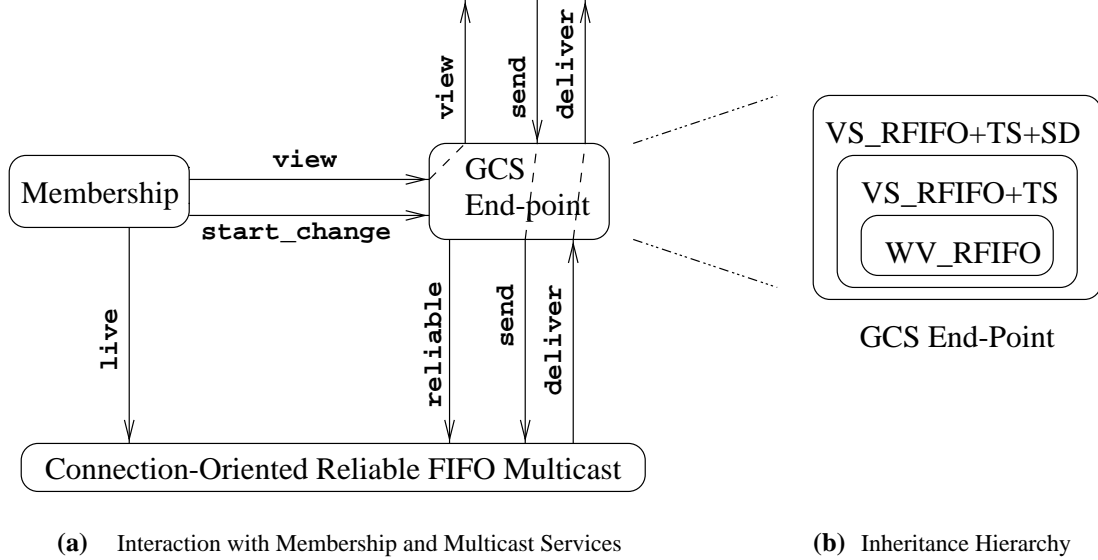 view
send
deliver
Membership
view
start_change
GCS
End-point
live
reliable
send
deliver
Connection-Oriented Reliable FIFO Multicast
VS_RFIFO+TS+SD
VS_RFIFO+TS
WV_RFIFO
GCS End-Point
(a) Interaction with Membership and Multicast Services
(b) Inheritance Hierarchy